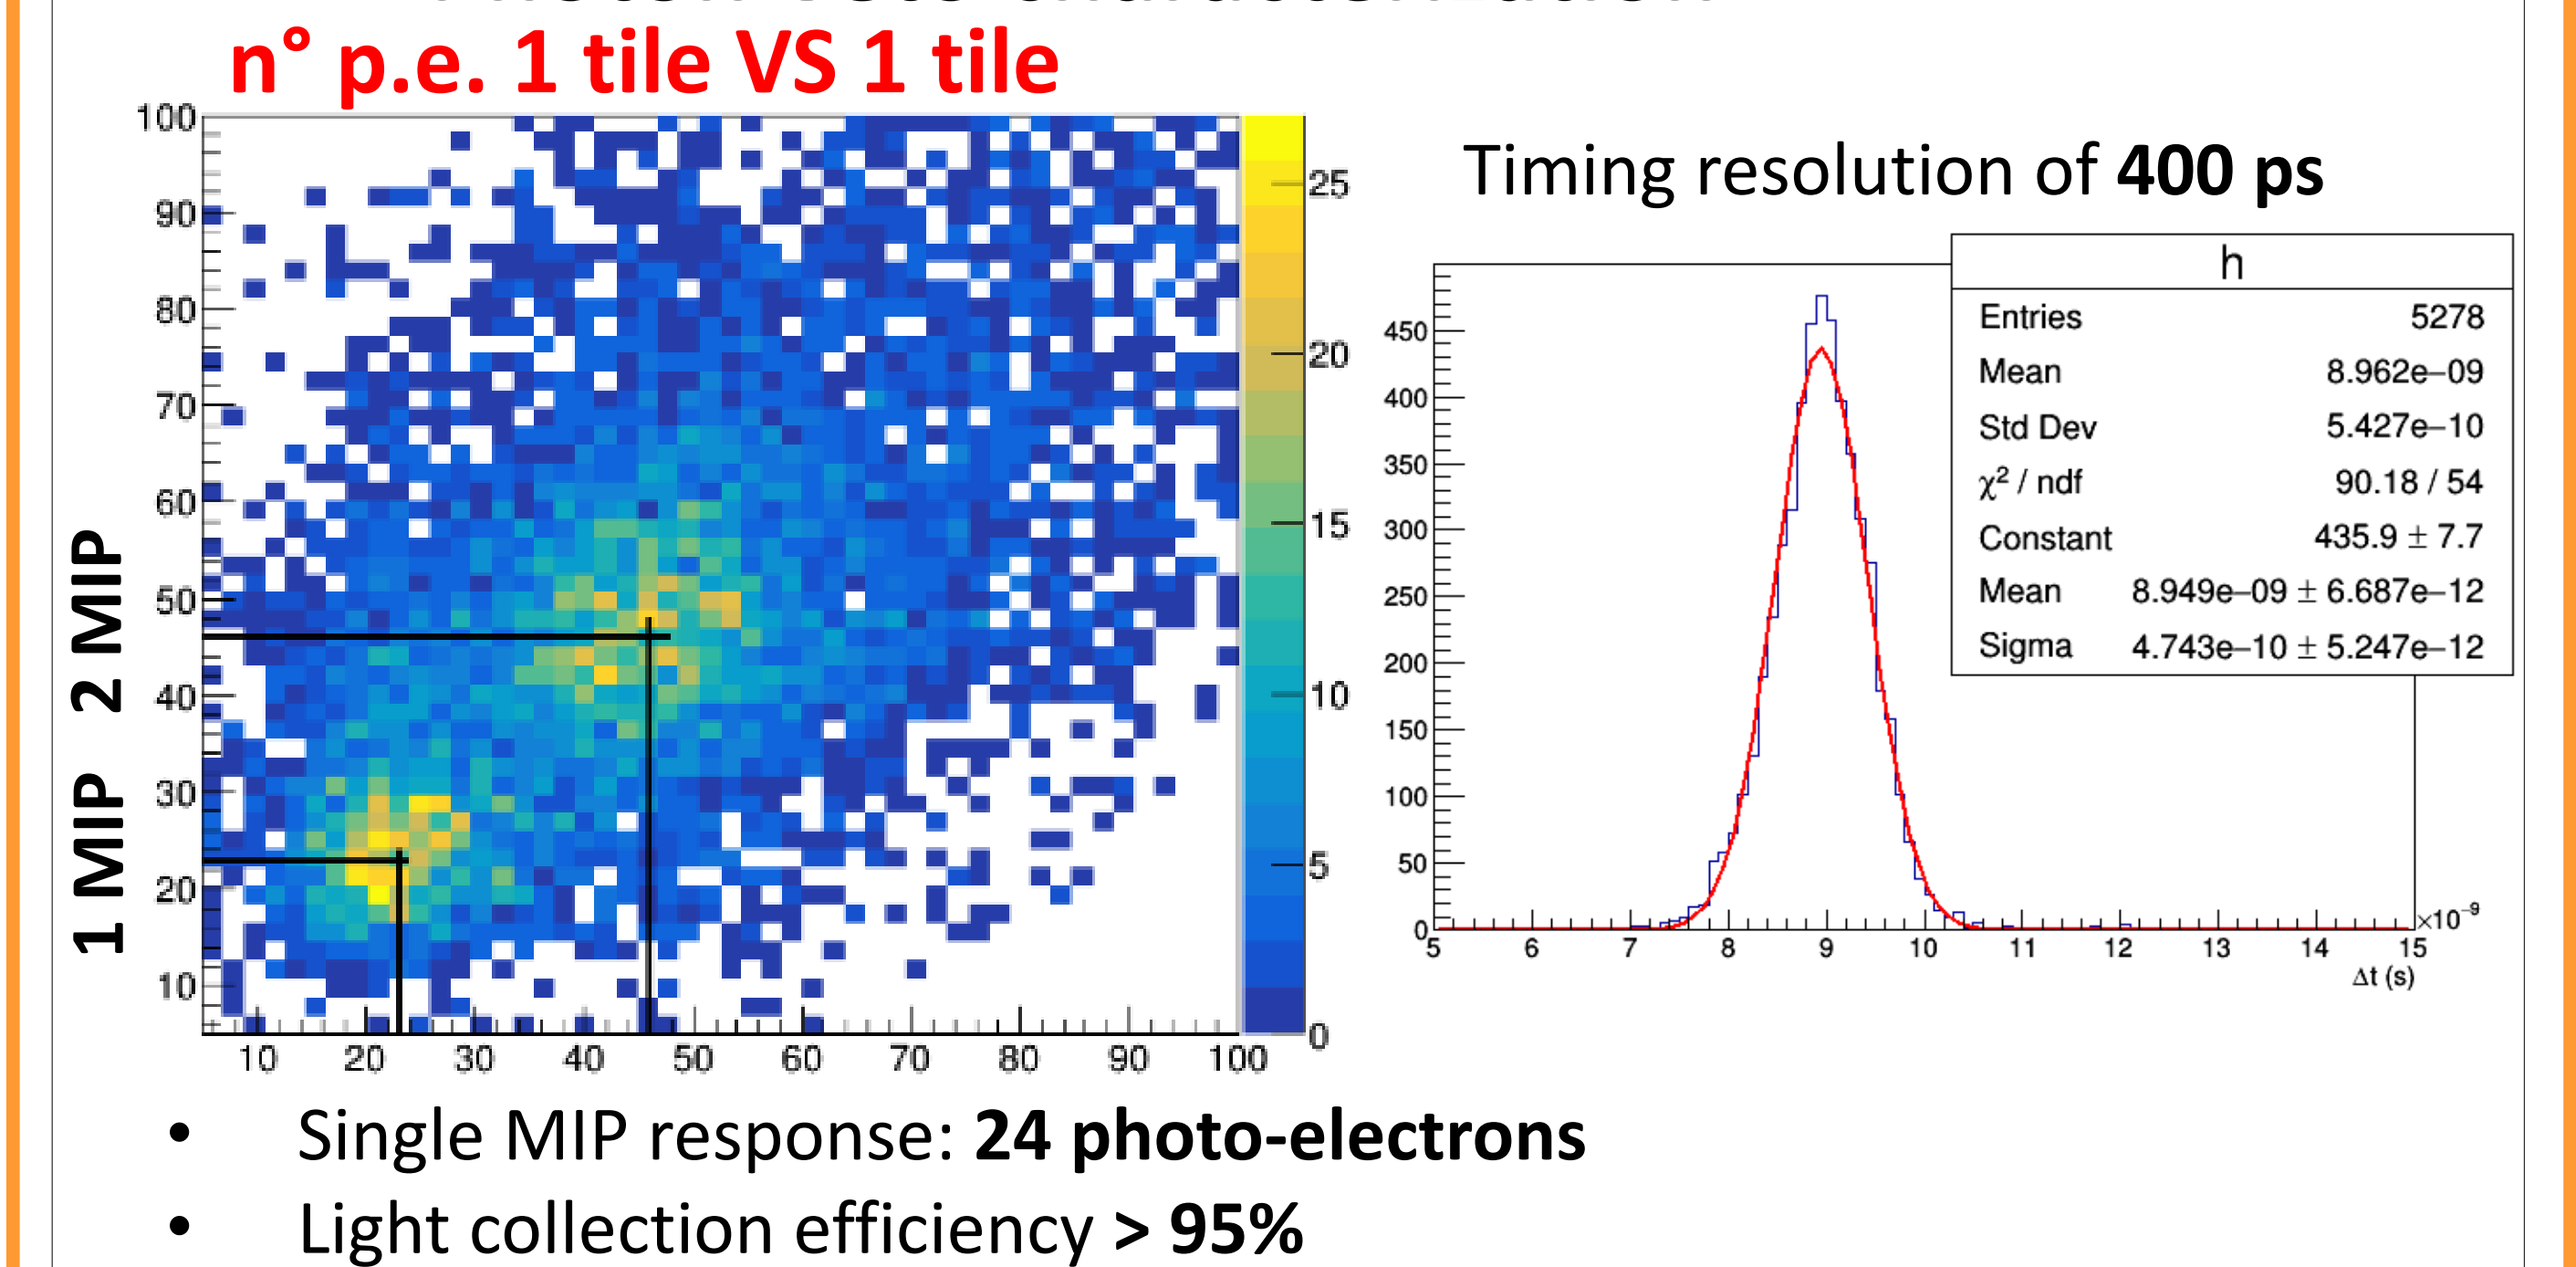 n° p.e. 1 tile VS 1 tile
100
90
80
70
60
50
40
30
20
10
10 20 30 40 50 60 70 80 90 100
25
20
15
10
5
0
1 MIP 2 MIP
Timing resolution of 400 ps
h
Entries 5278
Mean 8.962e−09
Std Dev 5.427e−10
χ² / ndf 90.18 / 54
Constant 435.9 ± 7.7
Mean 8.949e−09 ± 6.687e−12
Sigma 4.743e−10 ± 5.247e−12
450
400
350
300
250
200
150
100
50
0
5 6 7 8 9 10 11 12 13 14 15
×10⁻⁹
Δt (s)
• Single MIP response: 24 photo-electrons
• Light collection efficiency > 95%